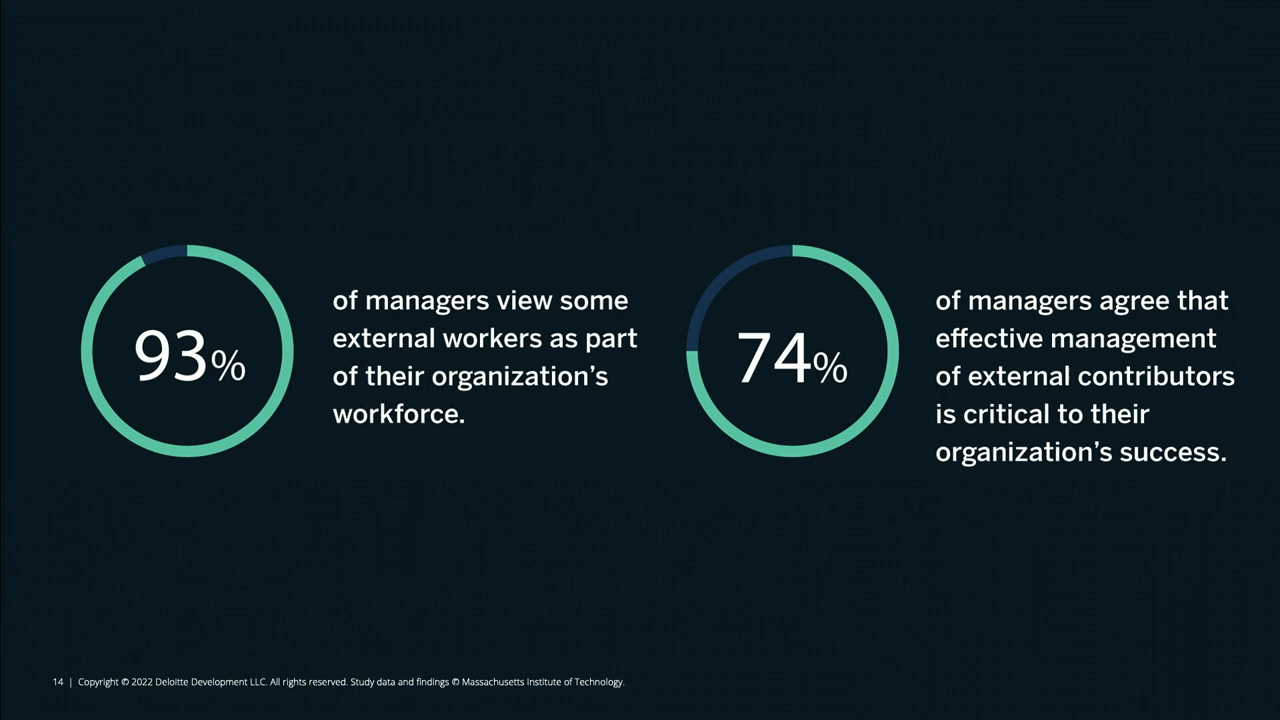 93%
of managers view some
external workers as part
of their organization’s
workforce.
74%
of managers agree that
effective management
of external contributors
is critical to their
organization’s success.
14 | Copyright © 2022 Deloitte Development LLC. All rights reserved. Study data and findings © Massachusetts Institute of Technology.